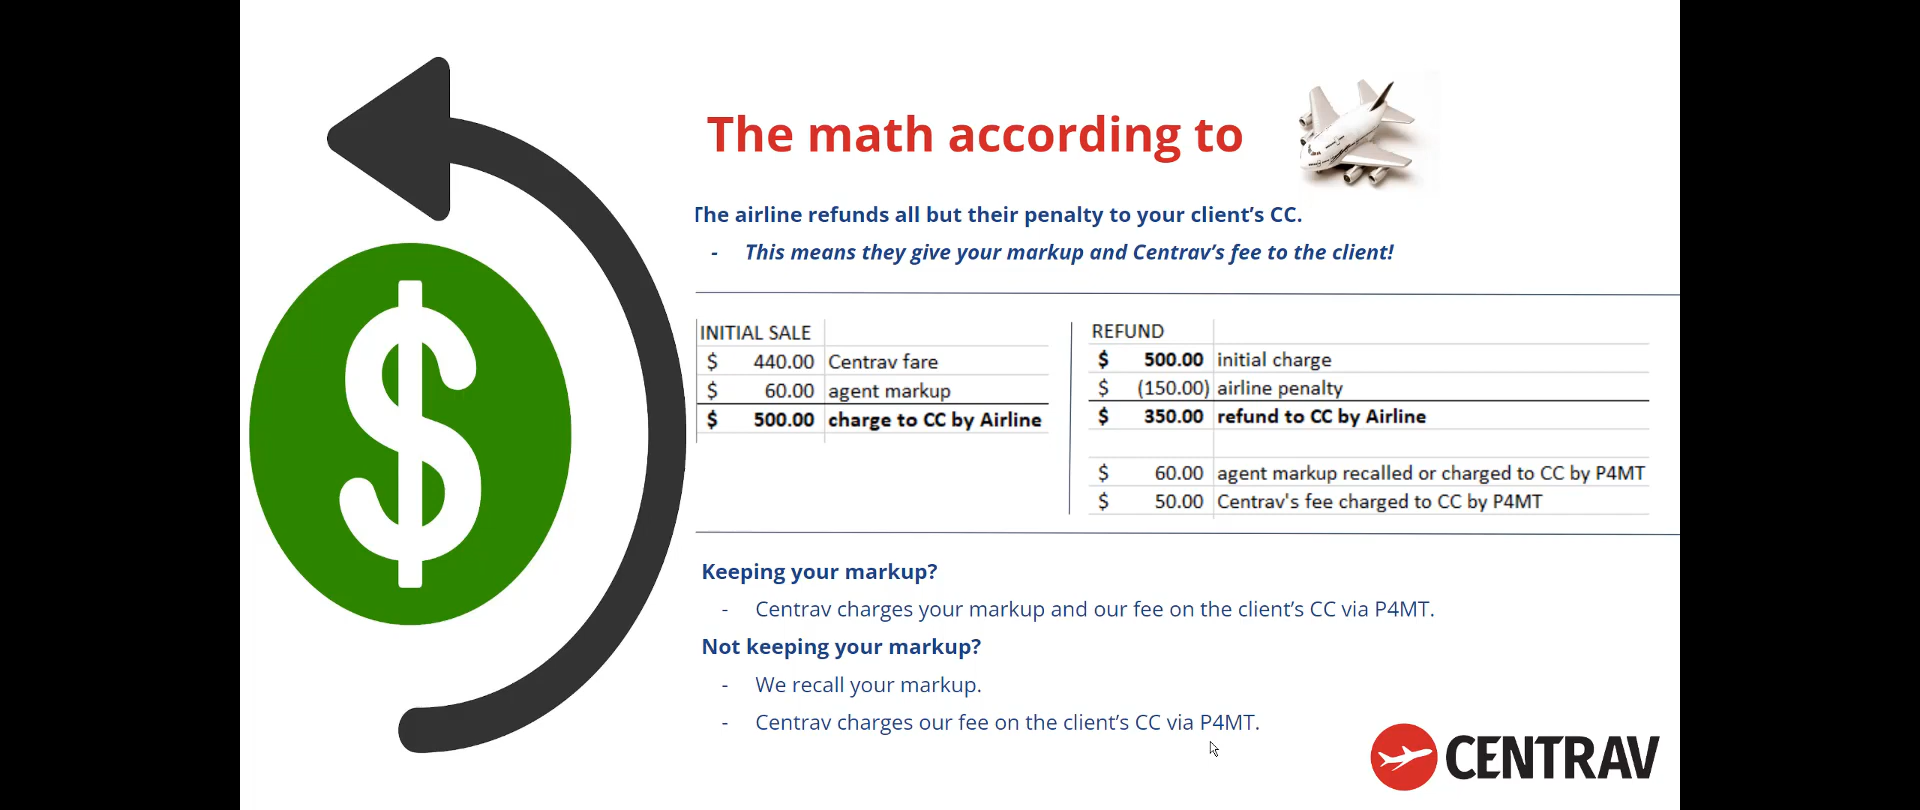 The math according to
The airline refunds all but their penalty to your client's CC.
- This means they give your markup and Centrav's fee to the client!
INITIAL SALE
$ 440.00 Centrav fare
$ 60.00 agent markup
$ 500.00 charge to CC by Airline
REFUND
$ 500.00 initial charge
$ (150.00) airline penalty
$ 350.00 refund to CC by Airline
$ 60.00 agent markup recalled or charged to CC by P4MT
$ 50.00 Centrav's fee charged to CC by P4MT
Keeping your markup?
- Centrav charges your markup and our fee on the client's CC via P4MT.
Not keeping your markup?
- We recall your markup.
- Centrav charges our fee on the client's CC via P4MT.
CENTRAV